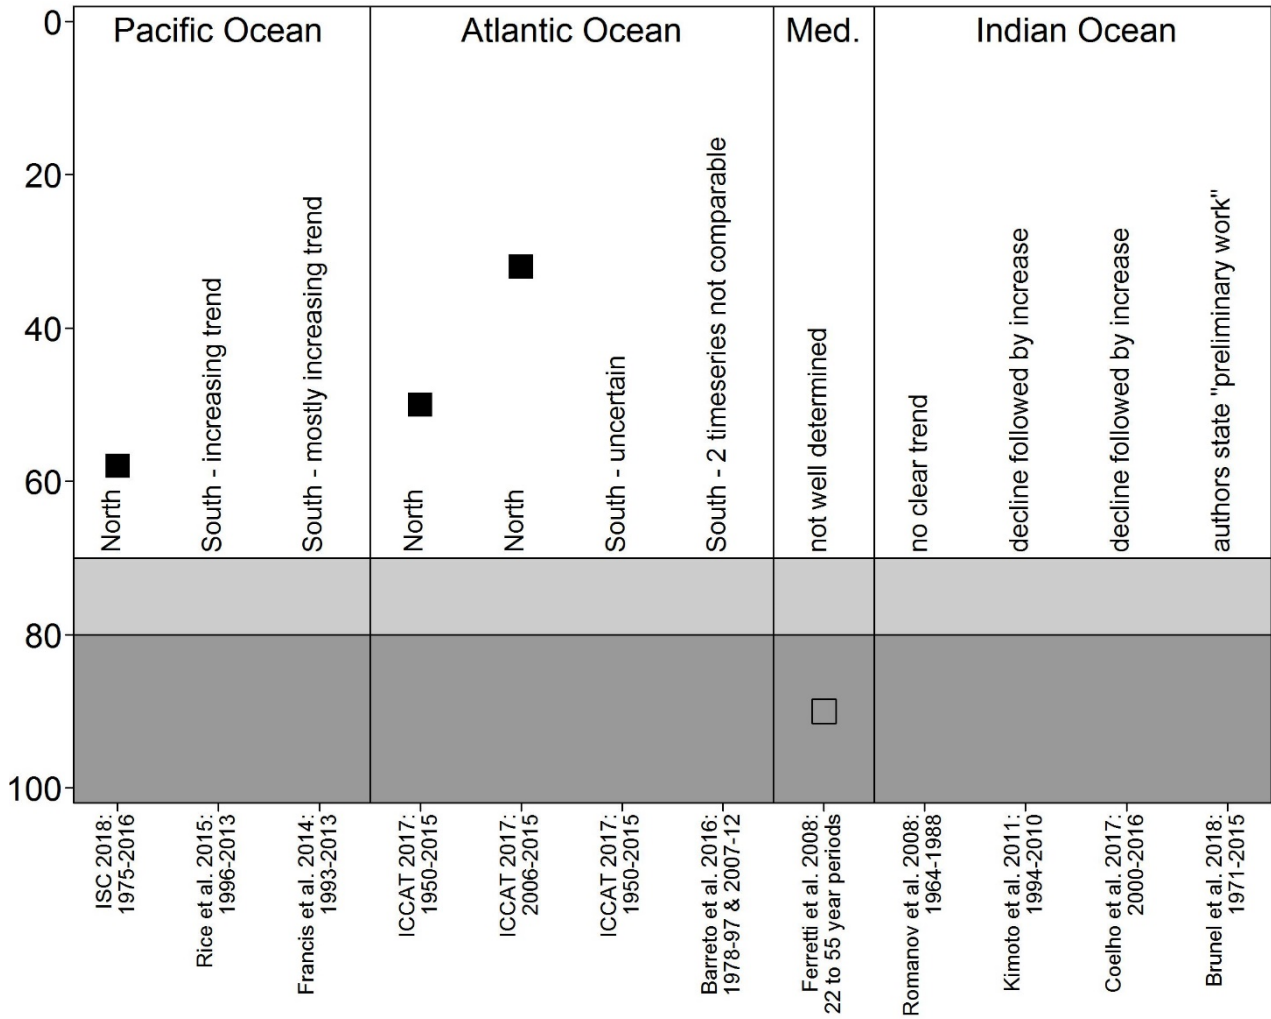 Pacific Ocean
Atlantic Ocean
Med.
Indian Ocean
0
20
40
60
80
100
North
South - increasing trend
South - mostly increasing trend
North
North
South - uncertain
South - 2 timeseries not comparable
not well determined
no clear trend
decline followed by increase
decline followed by increase
authors state "preliminary work"
ISC 2018:
1975-2016
Rice et al. 2015:
1996-2013
Francis et al. 2014:
1993-2013
ICCAT 2017:
1950-2015
ICCAT 2017:
2006-2015
ICCAT 2017:
1950-2015
Barreto et al. 2016:
1978-97 & 2007-12
Ferretti et al. 2008:
22 to 55 year periods
Romanov et al. 2008:
1964-1988
Kimoto et al. 2011:
1994-2010
Coelho et al. 2017:
2000-2016
Brunel et al. 2018:
1971-2015